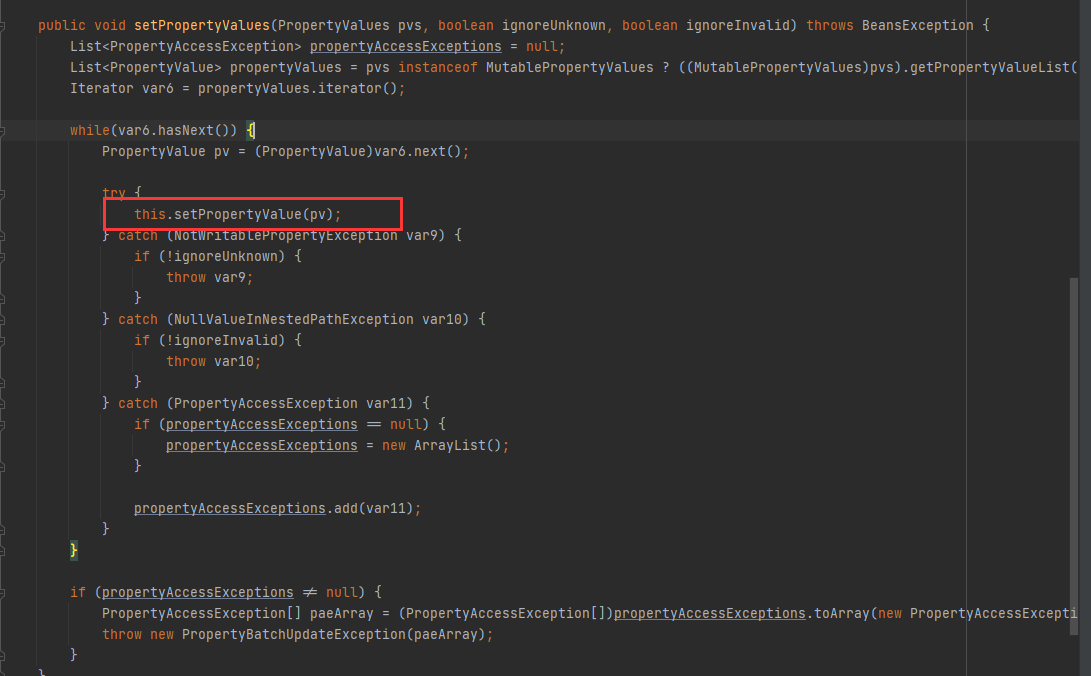 public void setPropertyValues(PropertyValues pvs, boolean ignoreUnknown, boolean ignoreInvalid) throws BeansException {
List<PropertyAccessException> propertyAccessExceptions = null;
List<PropertyValue> propertyValues = pvs instanceof MutablePropertyValues ? ((MutablePropertyValues)pvs).getPropertyValueList(
Iterator var6 = propertyValues.iterator();
while(var6.hasNext()) {
PropertyValue pv = (PropertyValue)var6.next();
try {
this.setPropertyValue(pv);
} catch (NotWritablePropertyException var9) {
if (!ignoreUnknown) {
throw var9;
}
} catch (NullValueInNestedPathException var10) {
if (!ignoreInvalid) {
throw var10;
}
} catch (PropertyAccessException var11) {
if (propertyAccessExceptions == null) {
propertyAccessExceptions = new ArrayList();
}
propertyAccessExceptions.add(var11);
}
}
if (propertyAccessExceptions != null) {
PropertyAccessException[] paeArray = (PropertyAccessException[])propertyAccessExceptions.toArray(new PropertyAccessExcepti
throw new PropertyBatchUpdateException(paeArray);
}
}